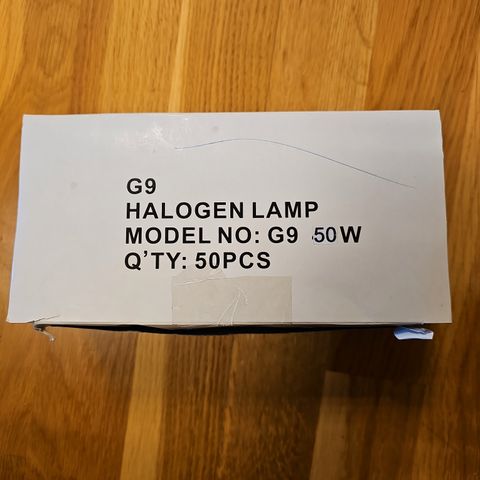 G9
HALOGEN LAMP
MODEL NO: G9 50W
Q'TY: 50PCS